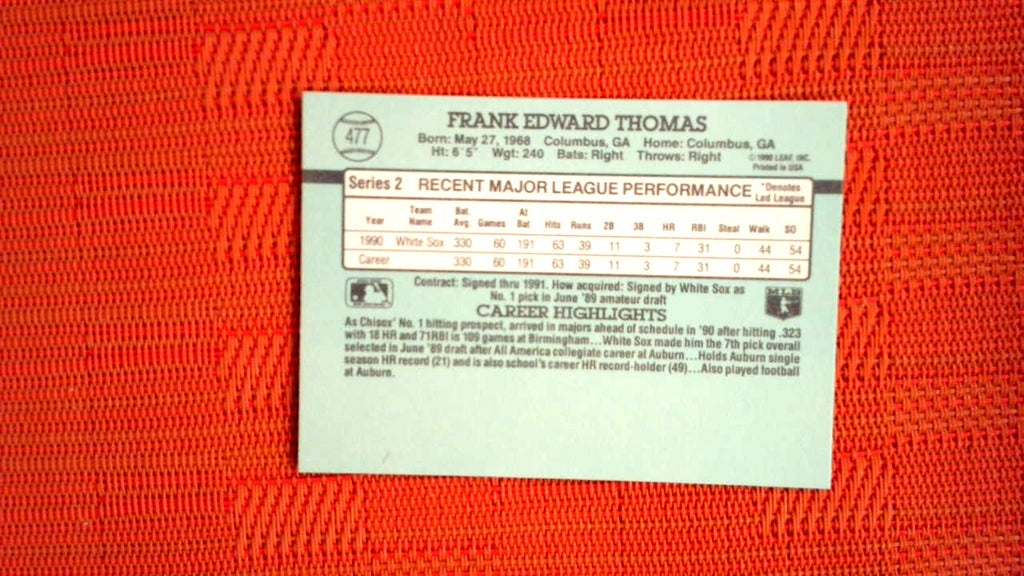 477
FRANK EDWARD THOMAS
Born: May 27, 1968 Columbus, GA Home: Columbus, GA
Ht: 6'5" Wgt: 240 Bats: Right Throws: Right
© 1990 LEAF, INC.
Printed in USA
Series 2 RECENT MAJOR LEAGUE PERFORMANCE
*Denotes
Led League
Year Team Name Bat. Avg. Games At Bat Hits Runs 2B 3B HR RBI Steal Walk SO
1990 White Sox .330 60 191 63 39 11 3 7 31 0 44 54
Career .330 60 191 63 39 11 3 7 31 0 44 54
Contract: Signed thru 1991. How acquired: Signed by White Sox as
No. 1 pick in June '89 amateur draft
MLB
CAREER HIGHLIGHTS
As Chisox' No. 1 hitting prospect, arrived in majors ahead of schedule in '90 after hitting .323
with 18 HR and 71RBI in 109 games at Birmingham...White Sox made him the 7th pick overall
selected in June '89 draft after All America collegiate career at Auburn...Holds Auburn single
season HR record (21) and is also school's career HR record-holder (49)...Also played football
at Auburn.